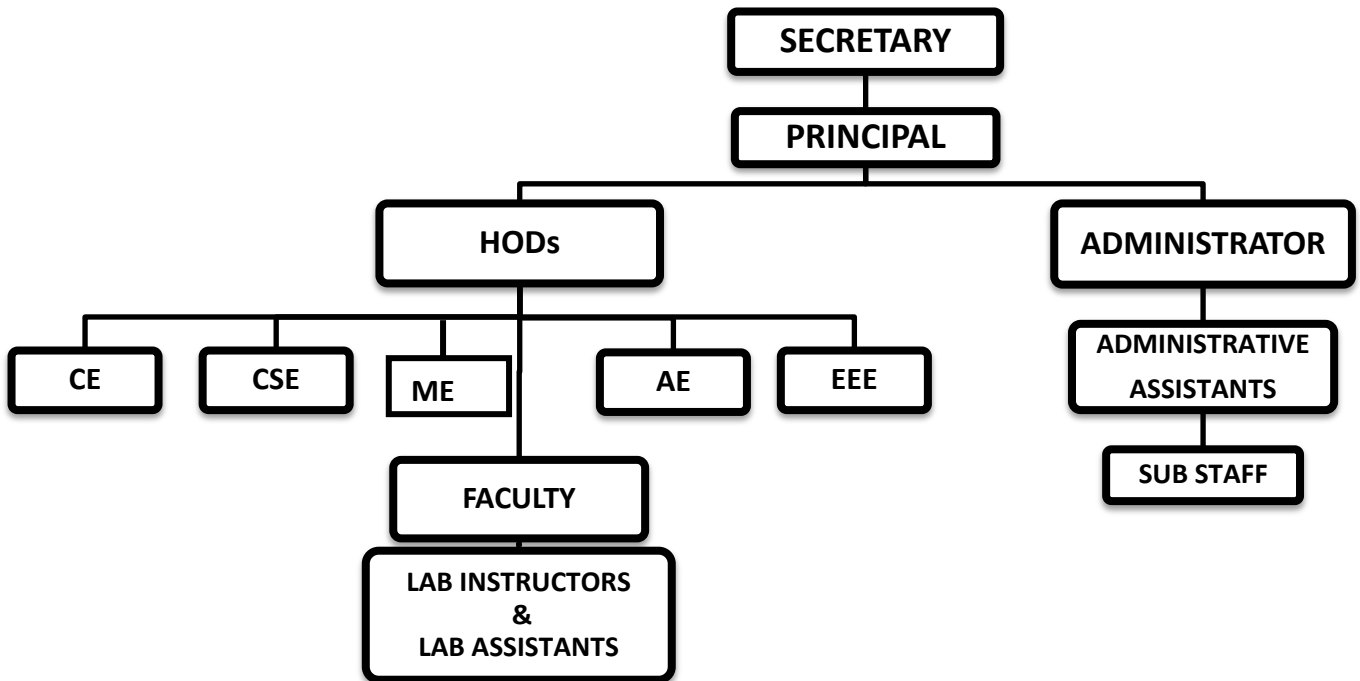 SECRETARY
PRINCIPAL
HODs
ADMINISTRATOR
CE
CSE
ME
AE
EEE
ADMINISTRATIVE
ASSISTANTS
FACULTY
SUB STAFF
LAB INSTRUCTORS
&
LAB ASSISTANTS